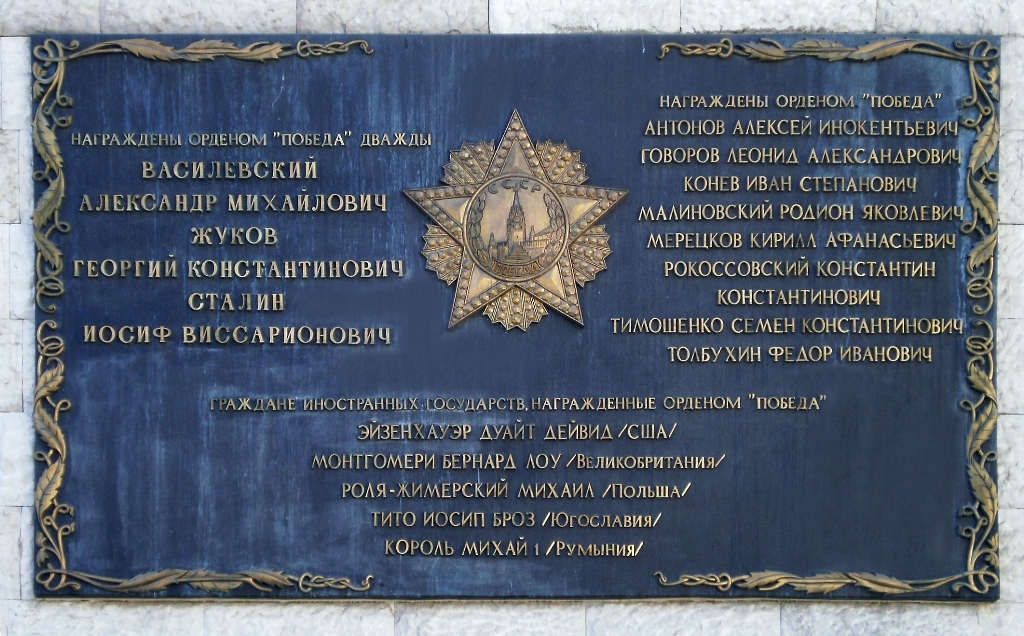 НАГРАЖДЕНЫ ОРДЕНОМ "ПОБЕДА" ДВАЖДЫ
ВАСИЛЕВСКИЙ
АЛЕКСАНДР МИХАЙЛОВИЧ
ЖУКОВ
ГЕОРГИЙ КОНСТАНТИНОВИЧ
СТАЛИН
ИОСИФ ВИССАРИОНОВИЧ
СССР
НАГРАЖДЕНЫ ОРДЕНОМ "ПОБЕДА"
АНТОНОВ АЛЕКСЕЙ ИНОКЕНТЬЕВИЧ
ГОВОРОВ ЛЕОНИД АЛЕКСАНДРОВИЧ
КОНЕВ ИВАН СТЕПАНОВИЧ
МАЛИНОВСКИЙ РОДИОН ЯКОВЛЕВИЧ
МЕРЕЦКОВ КИРИЛЛ АФАНАСЬЕВИЧ
РОКОССОВСКИЙ КОНСТАНТИН
КОНСТАНТИНОВИЧ
ТИМОШЕНКО СЕМЕН КОНСТАНТИНОВИЧ
ТОЛБУХИН ФЕДОР ИВАНОВИЧ
ГРАЖДАНЕ ИНОСТРАННЫХ ГОСУДАРСТВ, НАГРАЖДЕННЫЕ ОРДЕНОМ "ПОБЕДА"
ЭЙЗЕНХАУЭР ДУАЙТ ДЕЙВИД /США/
МОНТГОМЕРИ БЕРНАРД ЛОУ /ВЕЛИКОБРИТАНИЯ/
РОЛЯ-ЖИМЕРСКИЙ МИХАИЛ /ПОЛЬША/
ТИТО ИОСИП БРОЗ /ЮГОСЛАВИЯ/
КОРОЛЬ МИХАЙ 1 /РУМЫНИЯ/